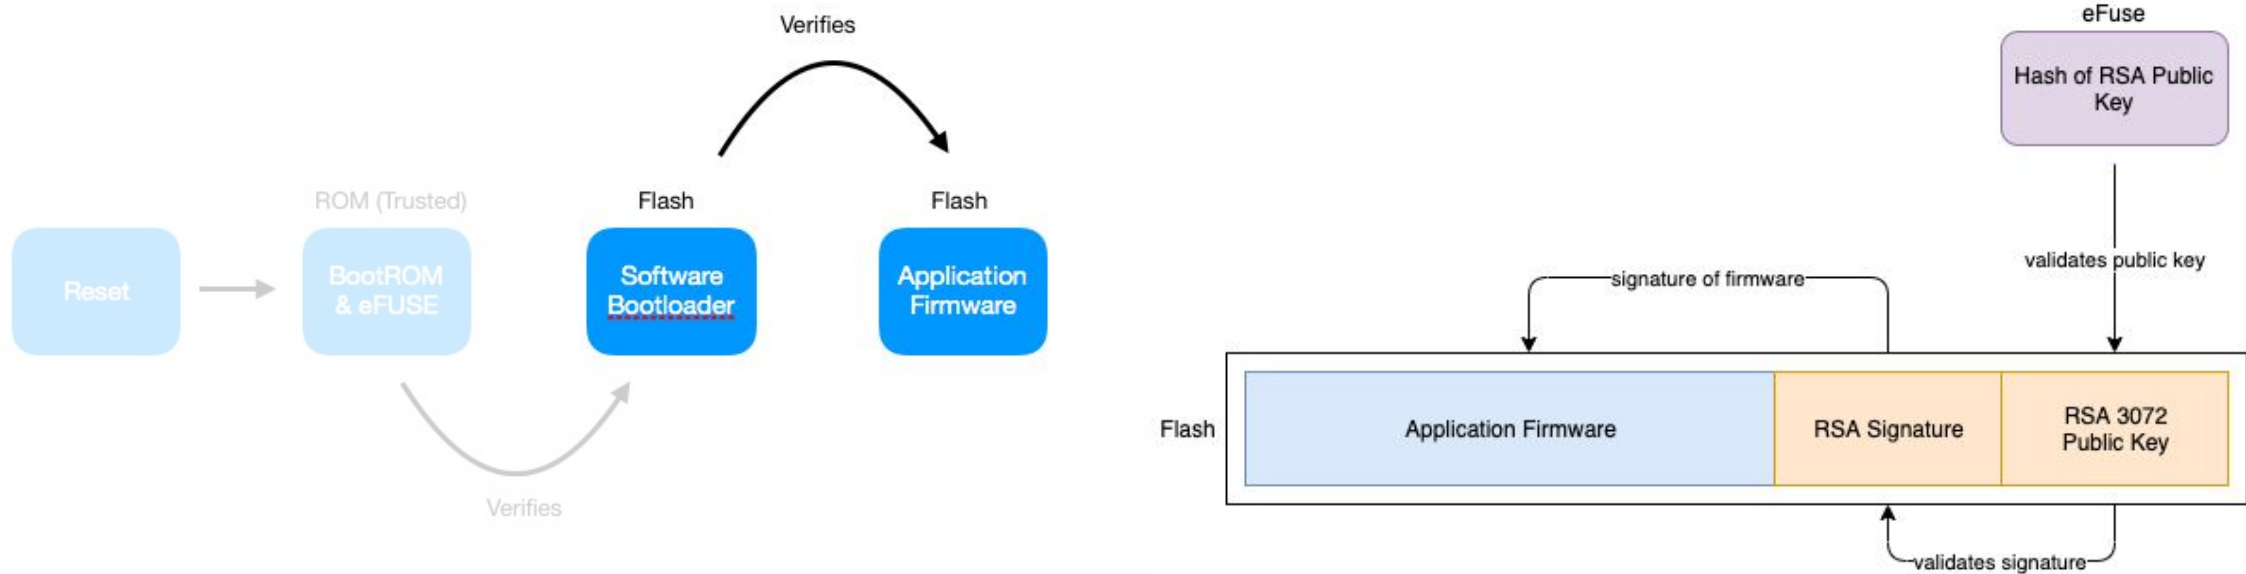 Verifies
ROM (Trusted)
Flash
Flash
Reset
BootROM
& eFUSE
Software
Bootloader
Application
Firmware
Verifies
eFuse
Hash of RSA Public
Key
validates public key
signature of firmware
Flash
Application Firmware
RSA Signature
RSA 3072
Public Key
validates signature